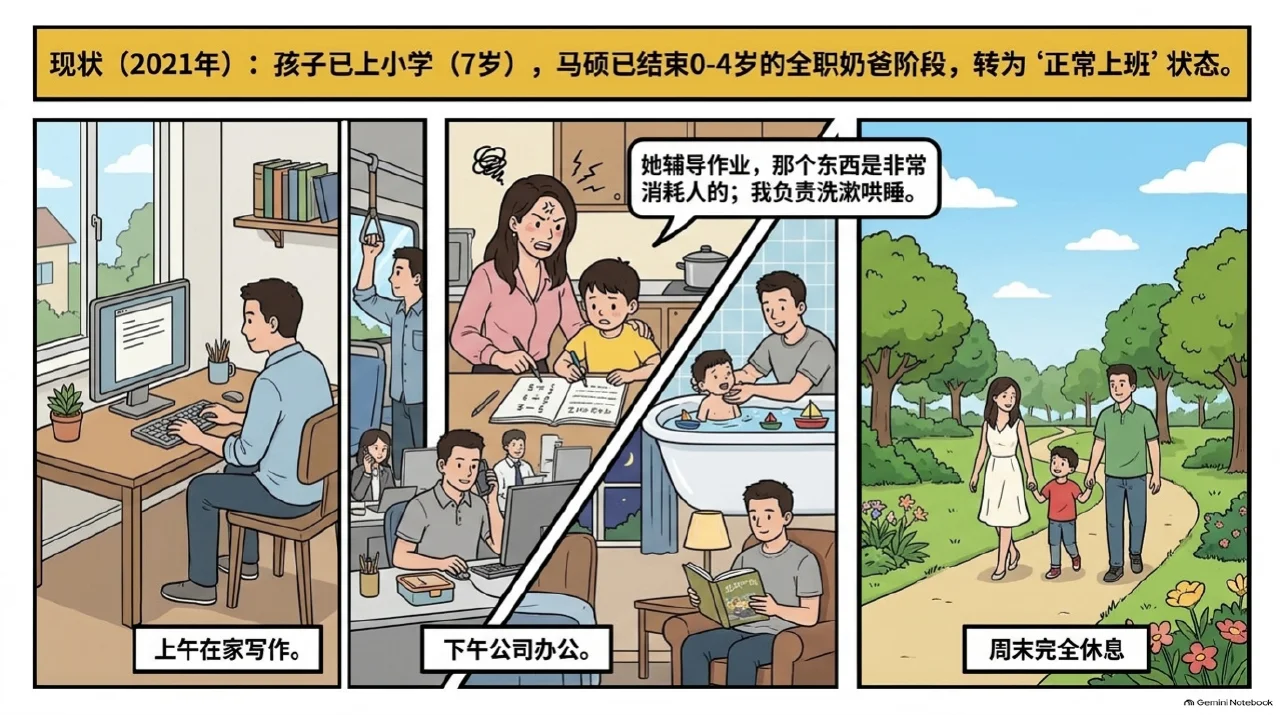 现状（2021年）：孩子已上小学（7岁），马硕已结束0-4岁的全职奶爸阶段，转为‘正常上班’状态。
她辅导作业，那个东西是非常
消耗人的；我负责洗漱哄睡。
上午在家写作。
下午公司办公。
周末完全休息
Gemini Notebook